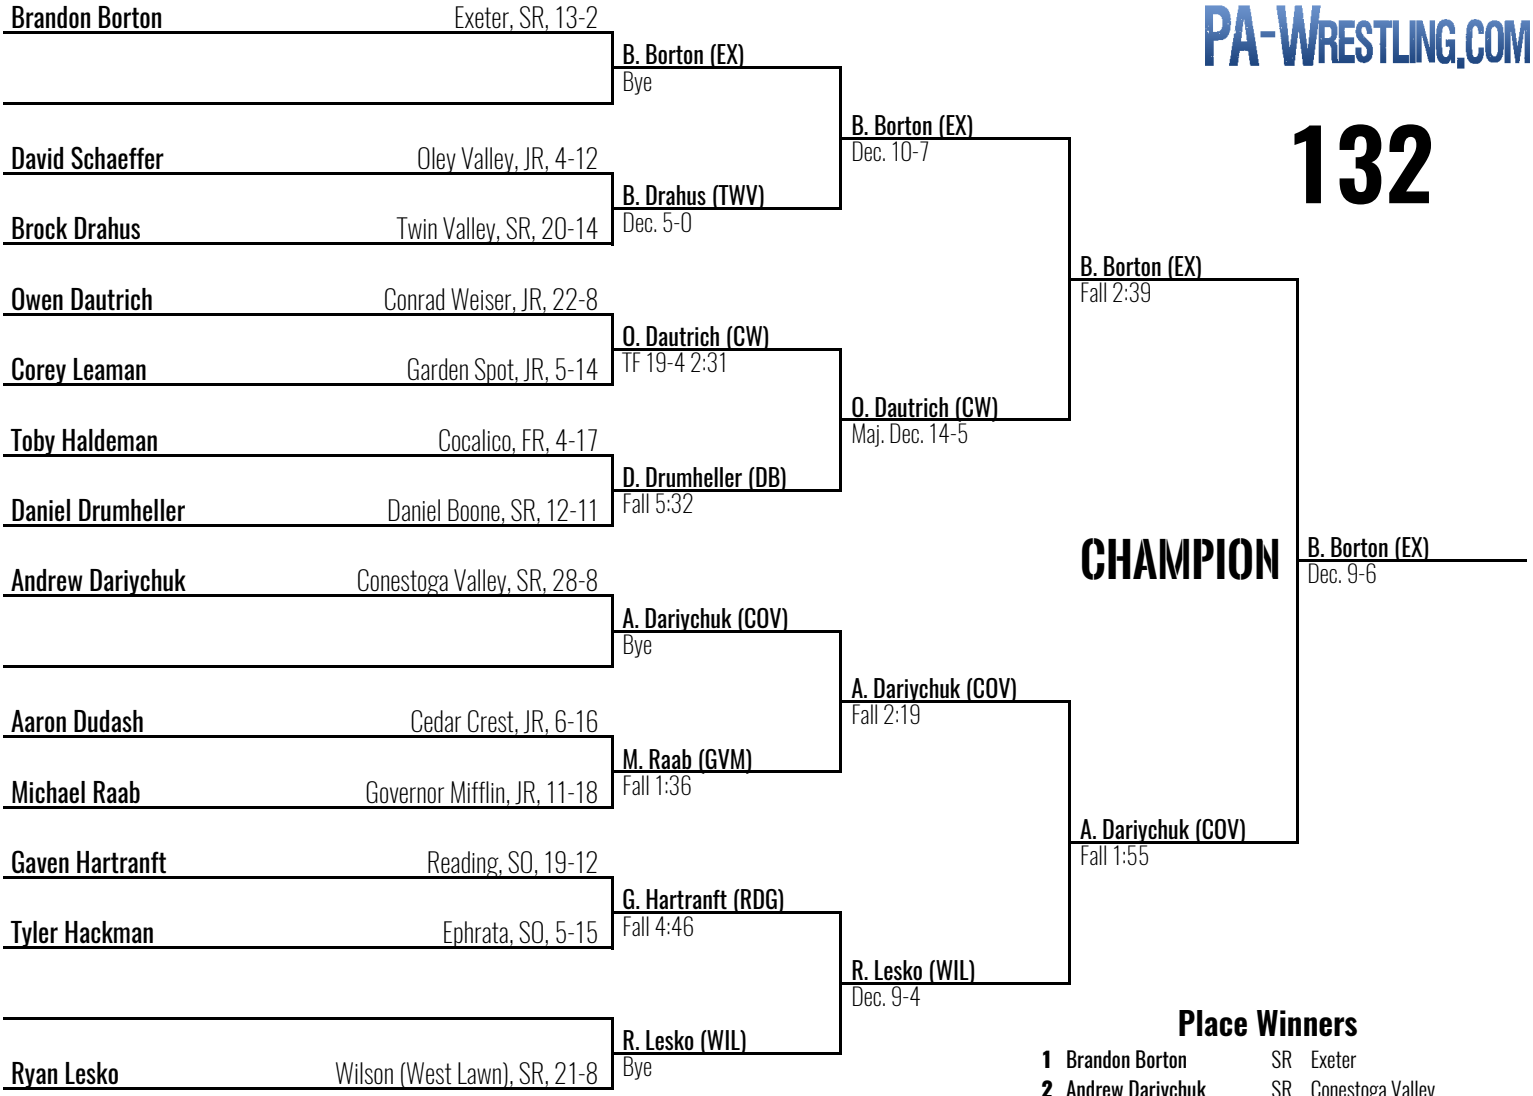 PA-WRESTLING.COM
132
Brandon Borton Exeter, SR, 13-2
B. Borton (EX)
Bye
B. Borton (EX)
Dec. 10-7
David Schaeffer Oley Valley, JR, 4-12
B. Drahus (TWV)
Dec. 5-0
Brock Drahus Twin Valley, SR, 20-14
B. Borton (EX)
Fall 2:39
Owen Dautrich Conrad Weiser, JR, 22-8
O. Dautrich (CW)
TF 19-4 2:31
Corey Leaman Garden Spot, JR, 5-14
O. Dautrich (CW)
Maj. Dec. 14-5
Toby Haldeman Cocalico, FR, 4-17
D. Drumheller (DB)
Fall 5:32
Daniel Drumheller Daniel Boone, SR, 12-11
CHAMPION
B. Borton (EX)
Dec. 9-6
Andrew Dariychuk Conestoga Valley, SR, 28-8
A. Dariychuk (COV)
Bye
A. Dariychuk (COV)
Fall 2:19
Aaron Dudash Cedar Crest, JR, 6-16
M. Raab (GVM)
Fall 1:36
Michael Raab Governor Mifflin, JR, 11-18
A. Dariychuk (COV)
Fall 1:55
Gaven Hartranft Reading, SO, 19-12
G. Hartranft (RDG)
Fall 4:46
Tyler Hackman Ephrata, SO, 5-15
R. Lesko (WIL)
Dec. 9-4
R. Lesko (WIL)
Bye
Ryan Lesko Wilson (West Lawn), SR, 21-8
Place Winners
1 Brandon Borton SR Exeter
2 Andrew Dariychuk SR Conestoga Valley